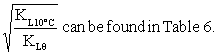 √(K_L10°C / K_Lθ) can be found in Table 6.